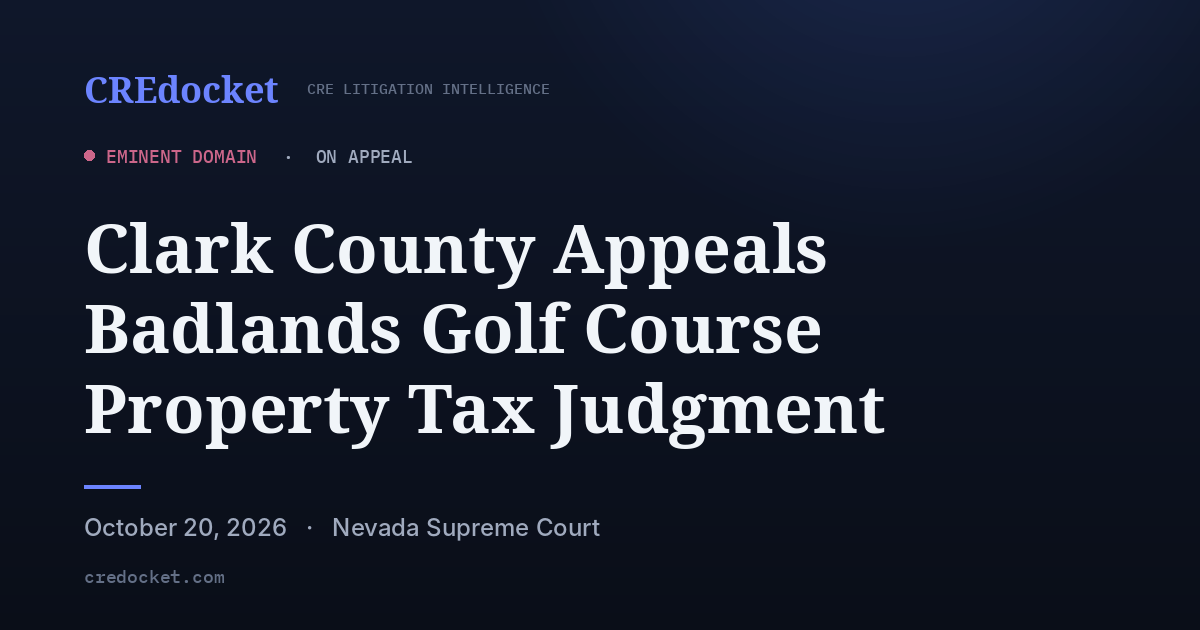 CREdocket CRE LITIGATION INTELLIGENCE
EMINENT DOMAIN · ON APPEAL
Clark County Appeals
Badlands Golf Course
Property Tax Judgment
October 20, 2026 · Nevada Supreme Court
credocket.com